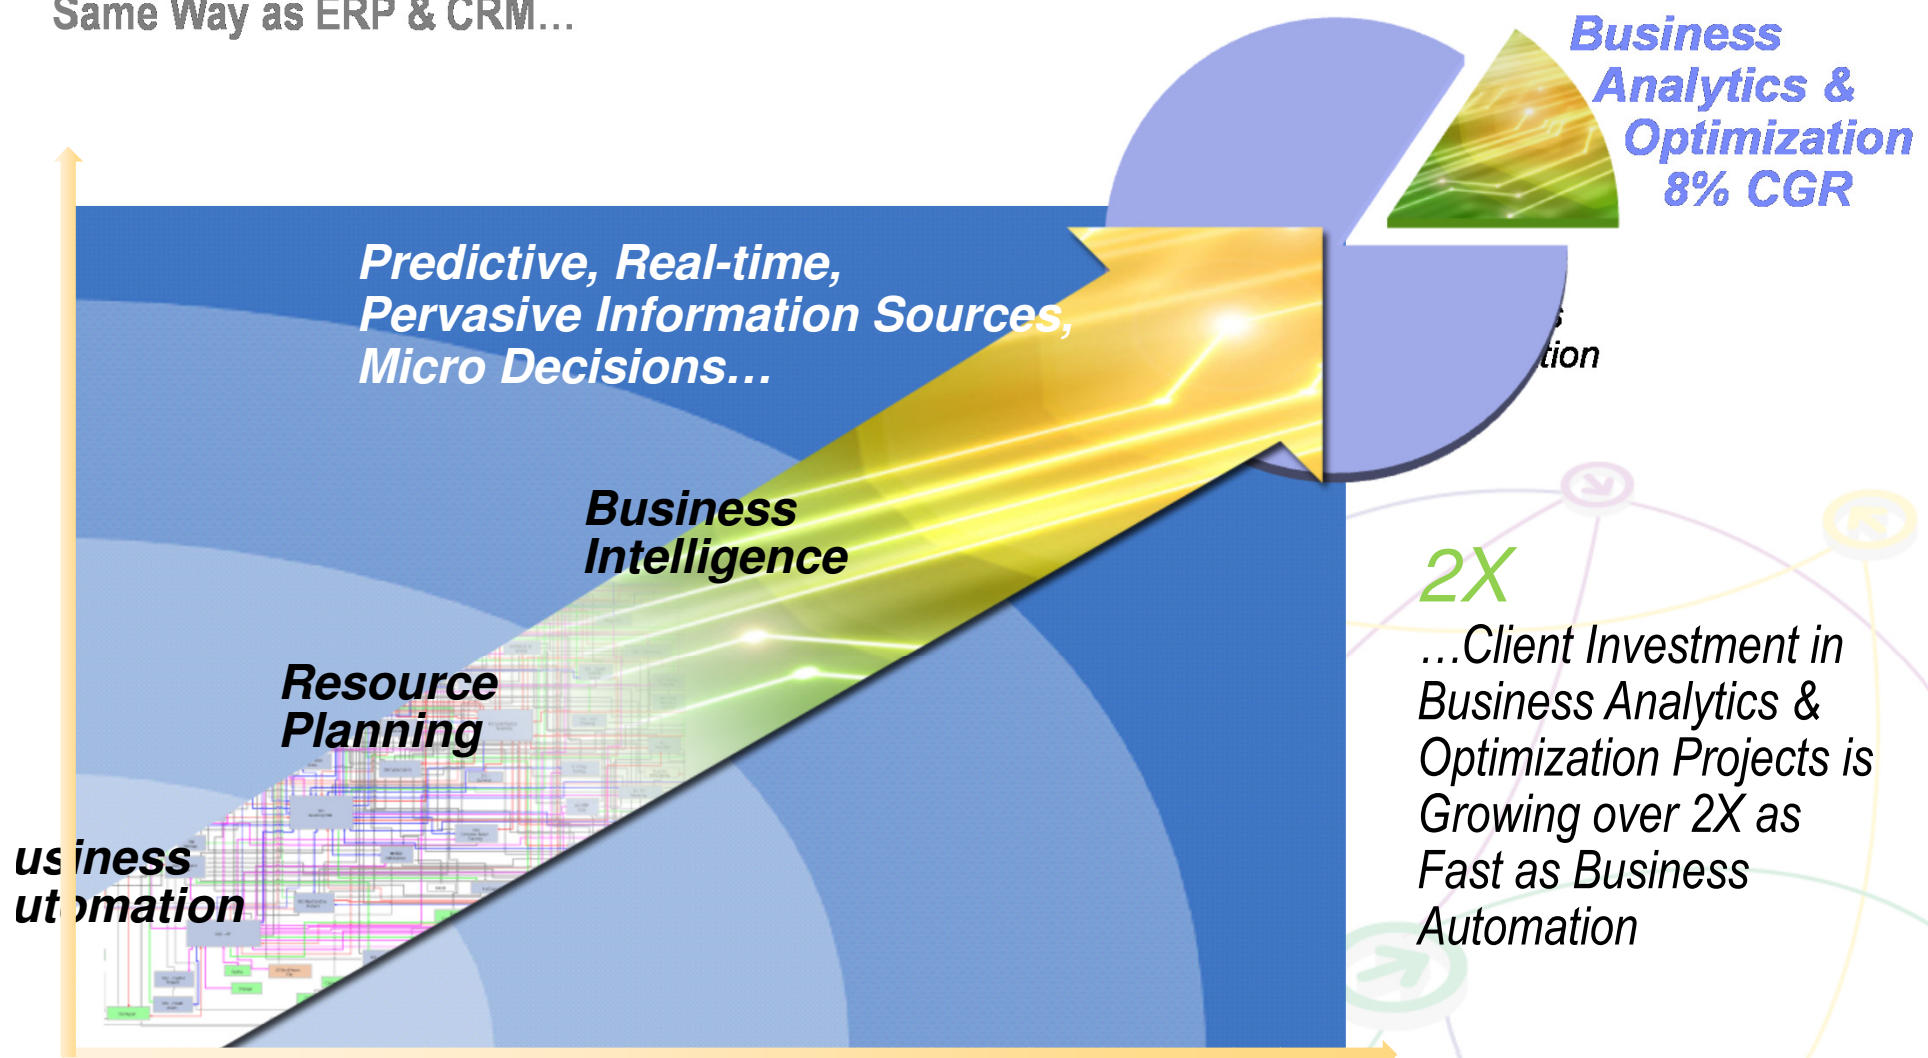 Same Way as ERP & CRM…
Business
Analytics &
Optimization
8% CGR
Predictive, Real-time,
Pervasive Information Sources,
Micro Decisions…
s
tion
Business
Intelligence
2X
…Client Investment in
Business Analytics &
Optimization Projects is
Growing over 2X as
Fast as Business
Automation
Resource
Planning
usiness
utomation